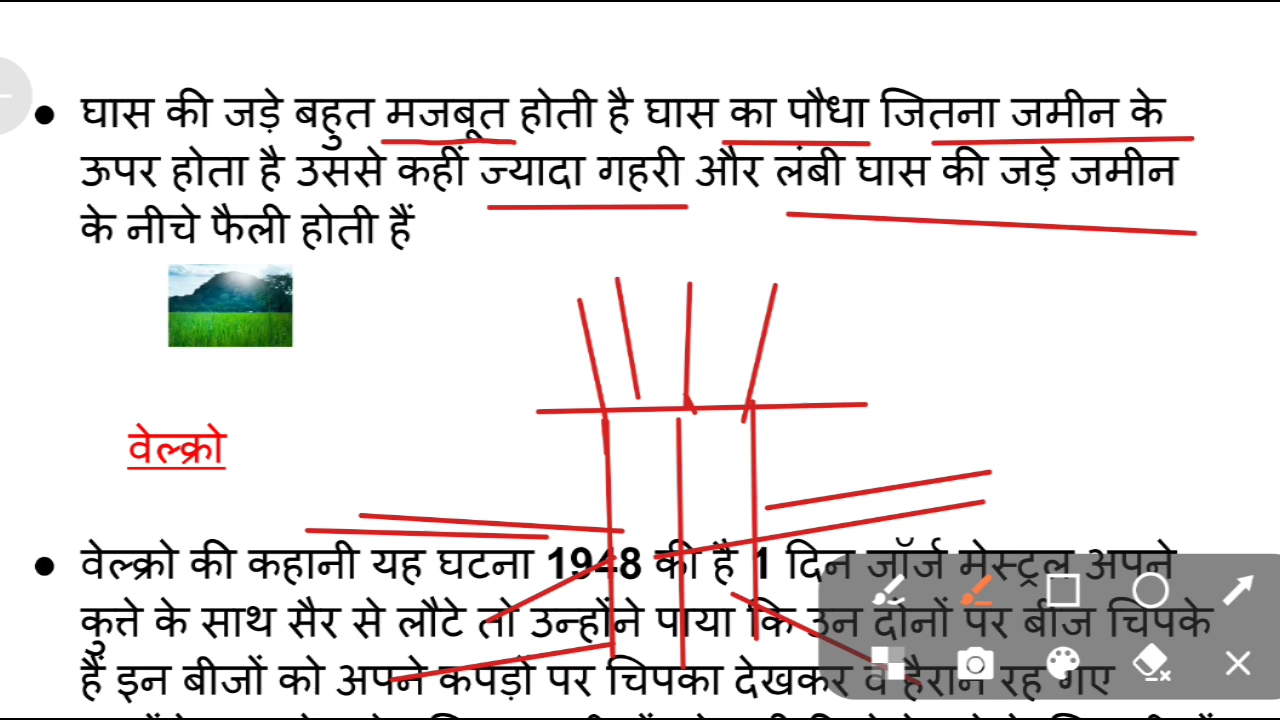 घास की जड़े बहुत मजबूत होती है घास का पौधा जितना जमीन के
ऊपर होता है उससे कहीं ज्यादा गहरी और लंबी घास की जड़े जमीन
के नीचे फैली होती हैं
वेल्क्रो
वेल्क्रो की कहानी यह घटना 1948 की है 1 दिन जॉर्ज मेस्ट्रल अपने
कुत्ते के साथ सैर से लौटे तो उन्होंने पाया कि उन दोनों पर बीज चिपके
हैं इन बीजों को अपने कपड़ों पर चिपका देखकर व हैरान रह गए